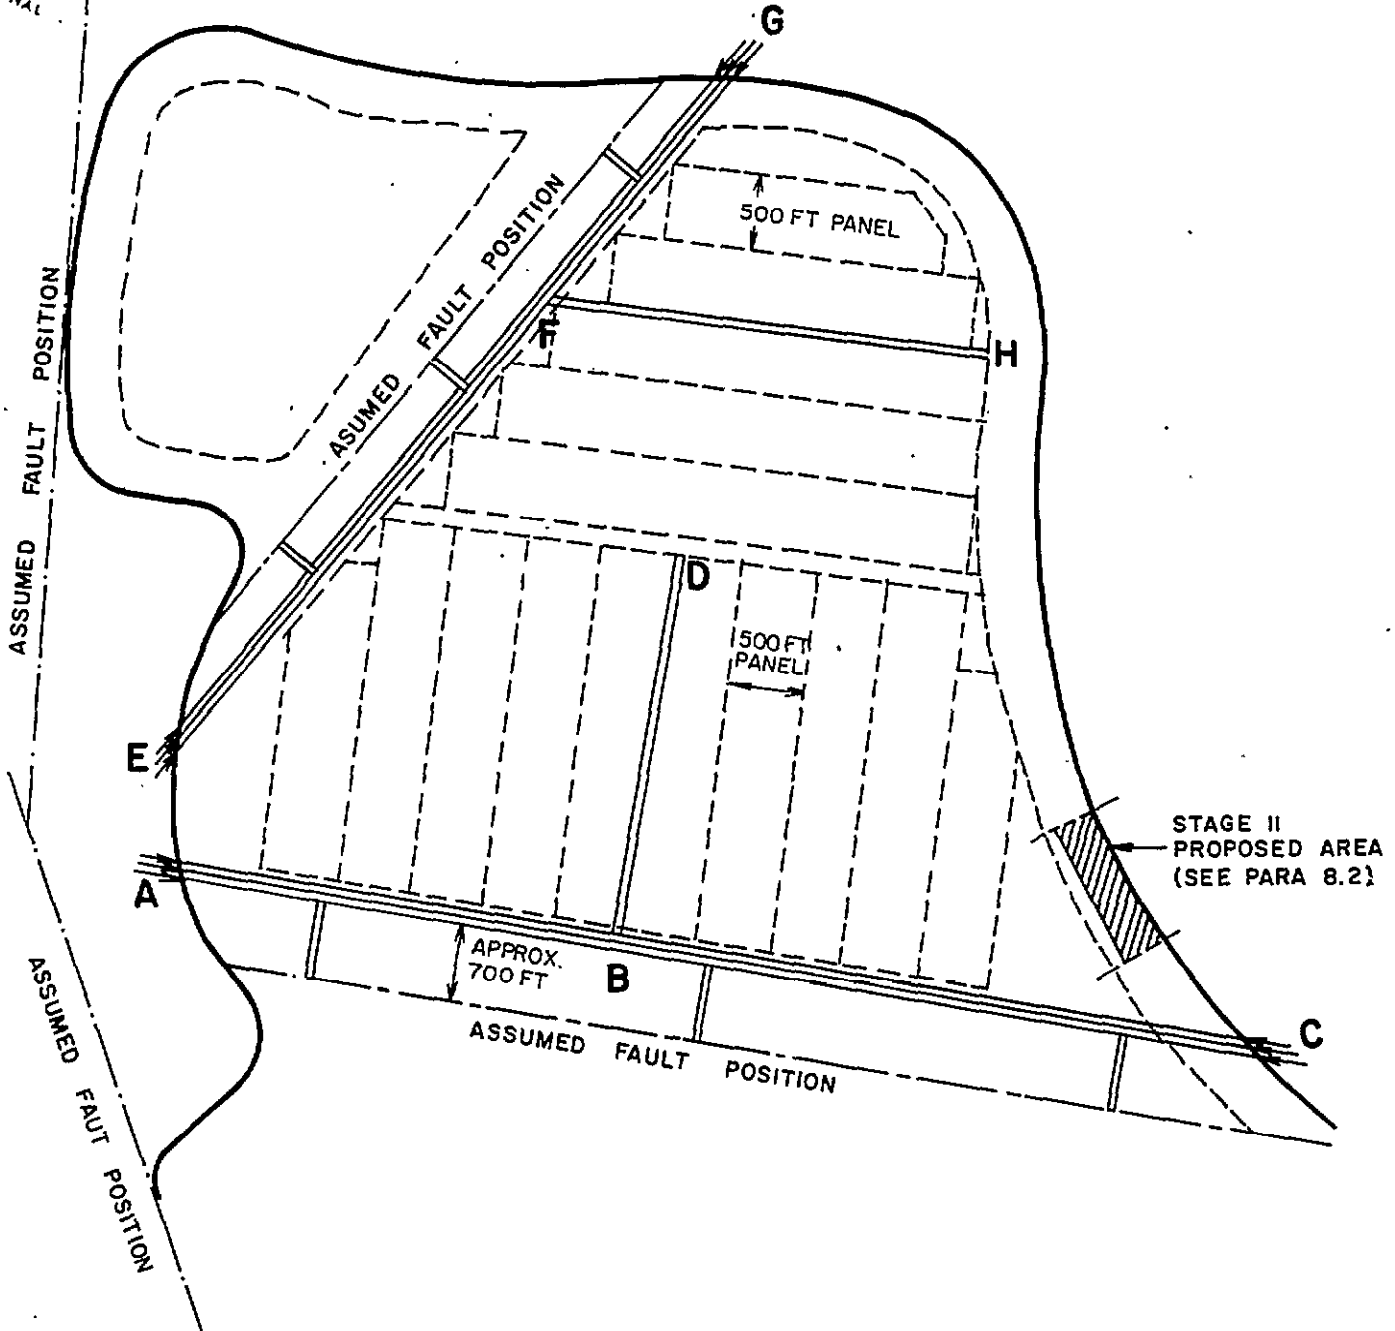 G
500 FT PANEL
ASUMED FAULT POSITION
ASSUMED FAULT POSITION
F
H
D
500 FT
PANEL
E
STAGE II
PROPOSED AREA
(SEE PARA 8.2)
A
APPROX.
700 FT
B
C
ASSUMED FAULT POSITION
ASSUMED FAUT POSITION